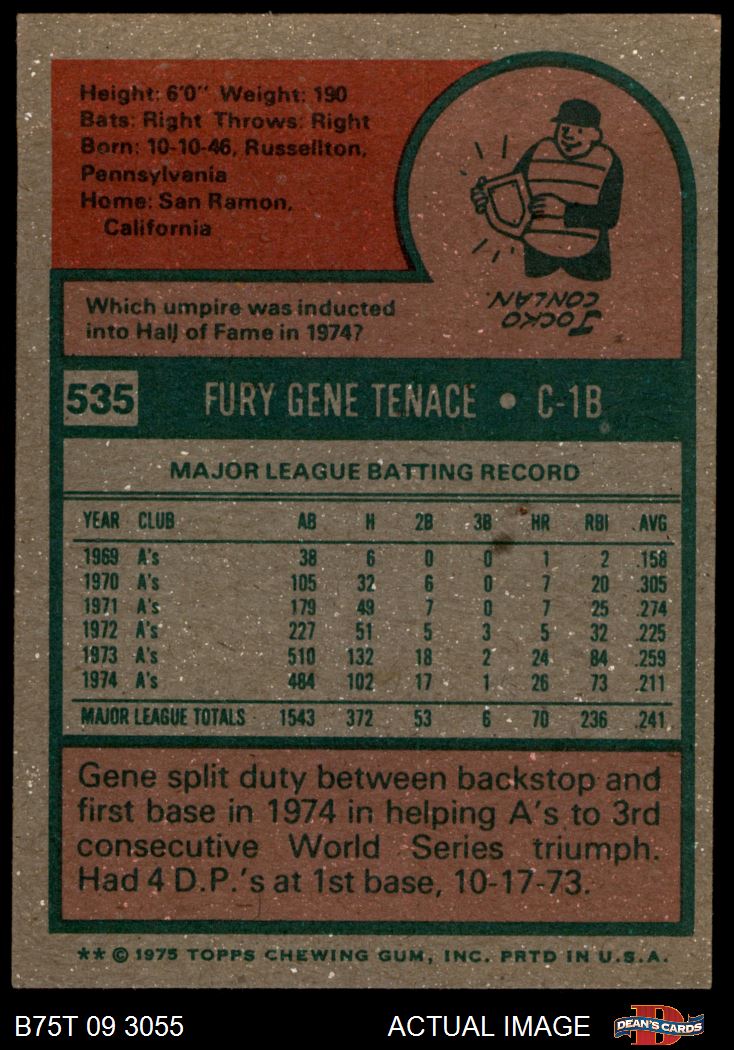 Height: 6'0" Weight: 190
Bats: Right Throws: Right
Born: 10-10-46, Russellton,
Pennsylvania
Home: San Ramon,
California
JOCKO
CONLAN.
Which umpire was inducted
into Hall of Fame in 1974?
535 FURY GENE TENACE • C-1B
MAJOR LEAGUE BATTING RECORD
YEAR CLUB AB H 2B 3B HR RBI AVG
1969 A's 38 6 0 0 1 2 .158
1970 A's 105 32 6 0 7 20 .305
1971 A's 179 49 7 0 7 25 .274
1972 A's 227 51 5 3 5 32 .225
1973 A's 510 132 18 2 24 84 .259
1974 A's 484 102 17 1 26 73 .211
MAJOR LEAGUE TOTALS 1543 372 53 6 70 236 .241
Gene split duty between backstop and
first base in 1974 in helping A's to 3rd
consecutive World Series triumph.
Had 4 D.P.'s at 1st base, 10-17-73.
** © 1975 TOPPS CHEWING GUM, INC. PRTD IN U.S.A.
B75T 09 3055 ACTUAL IMAGE D DEAN'S CARDS